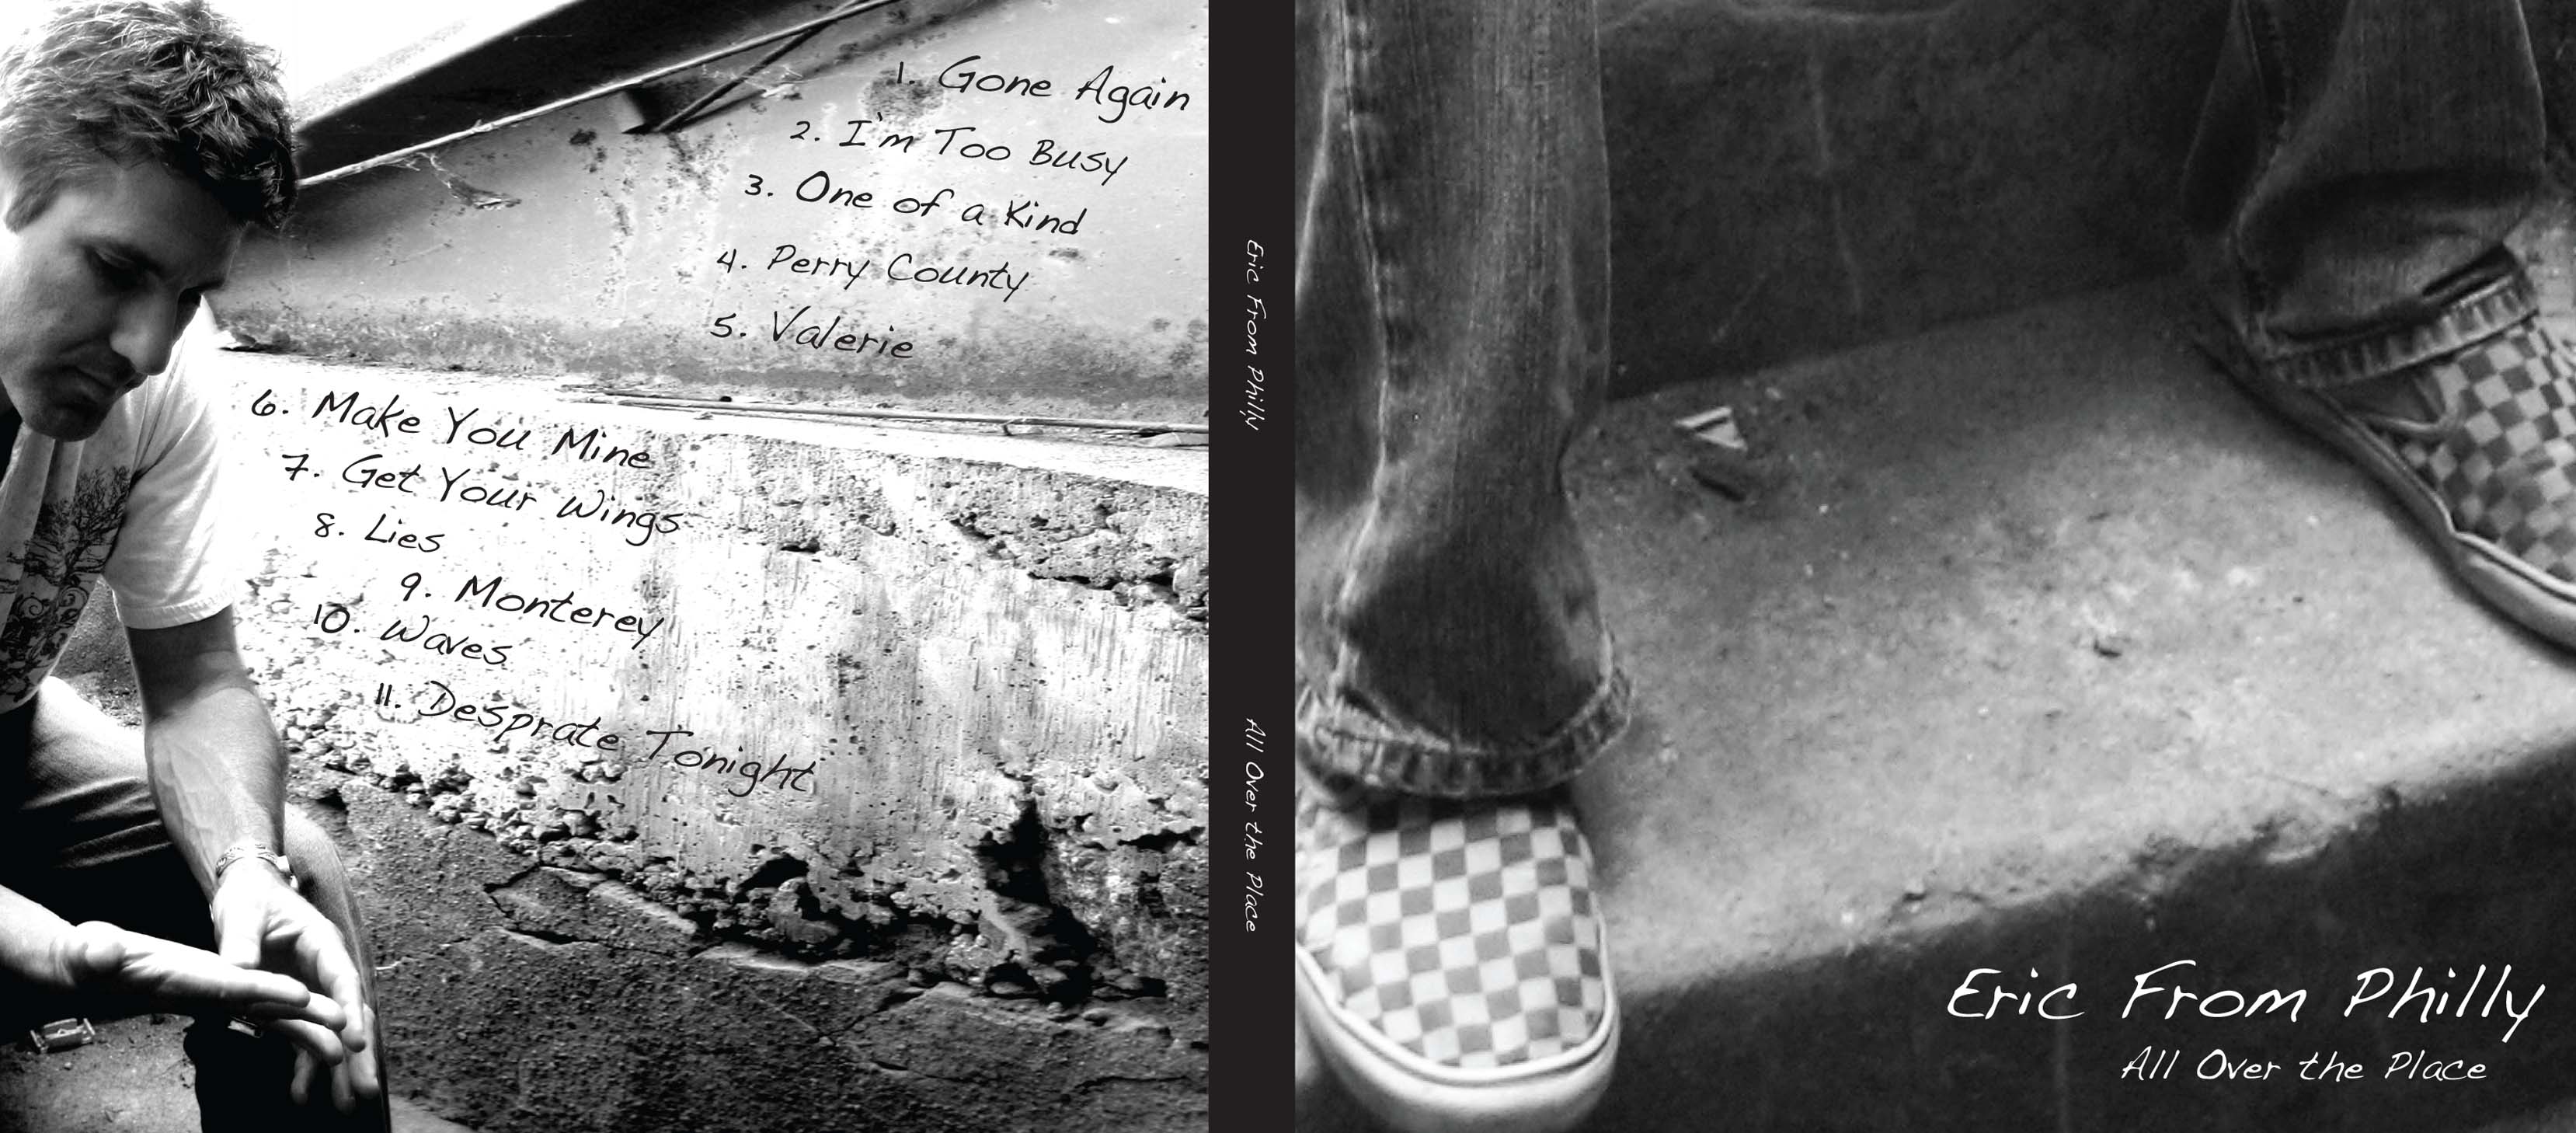 1. Gone Again
2. I'm Too Busy
3. One of a Kind
4. Perry County
5. Valerie
6. Make You Mine
7. Get Your Wings
8. Lies
9. Monterey
10. Waves
11. Desprate Tonight
Eric From Philly
All Over the Place
Eric From Philly
All Over the Place